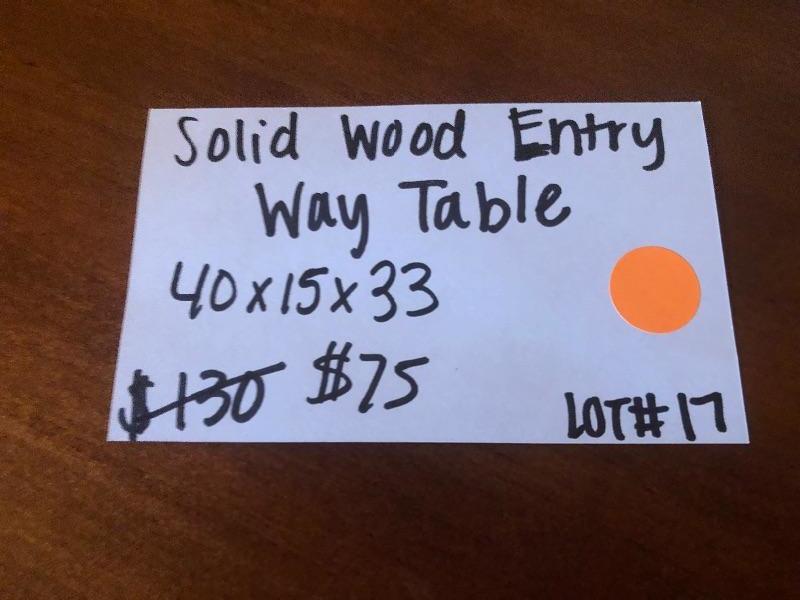 Solid Wood Entry
Way Table
40x15x33
$130 $75
LOT# 17